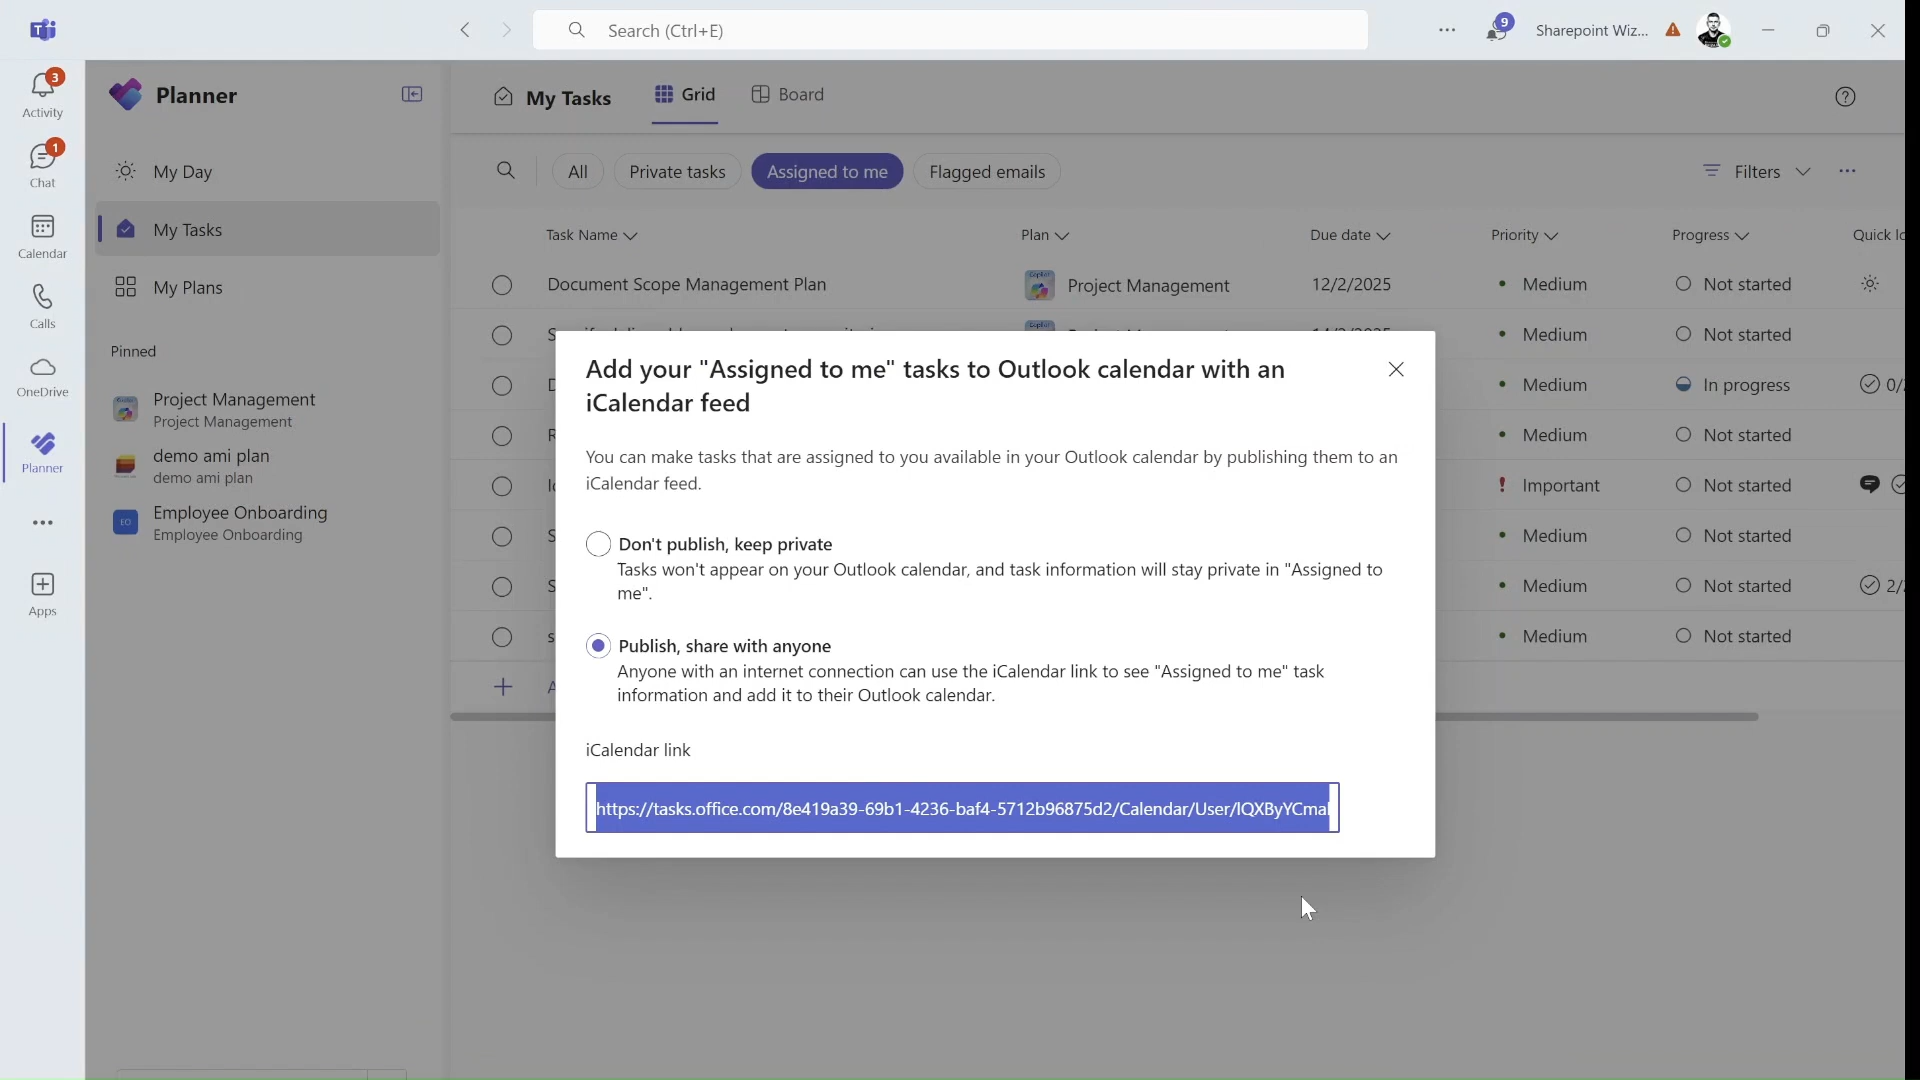 Search (Ctrl+E)
9
Sharepoint Wiz...
3
Activity
1
Chat
Calendar
Calls
OneDrive
Planner
Apps
Planner
My Day
My Tasks
My Plans
Pinned
Project Management
Project Management
demo ami plan
demo ami plan
EO
Employee Onboarding
Employee Onboarding
My Tasks
Grid
Board
All
Private tasks
Assigned to me
Flagged emails
Filters
Task Name
Plan
Due date
Priority
Progress
Document Scope Management Plan
Project Management
12/2/2025
Medium
Not started
Medium
Not started
Medium
In progress
Medium
Not started
Important
Not started
Medium
Not started
Medium
Not started
Medium
Not started
Add your "Assigned to me" tasks to Outlook calendar with an
iCalendar feed
You can make tasks that are assigned to you available in your Outlook calendar by publishing them to an
iCalendar feed.
Don't publish, keep private
Tasks won't appear on your Outlook calendar, and task information will stay private in "Assigned to
me".
Publish, share with anyone
Anyone with an internet connection can use the iCalendar link to see "Assigned to me" task
information and add it to their Outlook calendar.
iCalendar link
https://tasks.office.com/8e419a39-69b1-4236-baf4-5712b96875d2/Calendar/User/lQXByYCmal